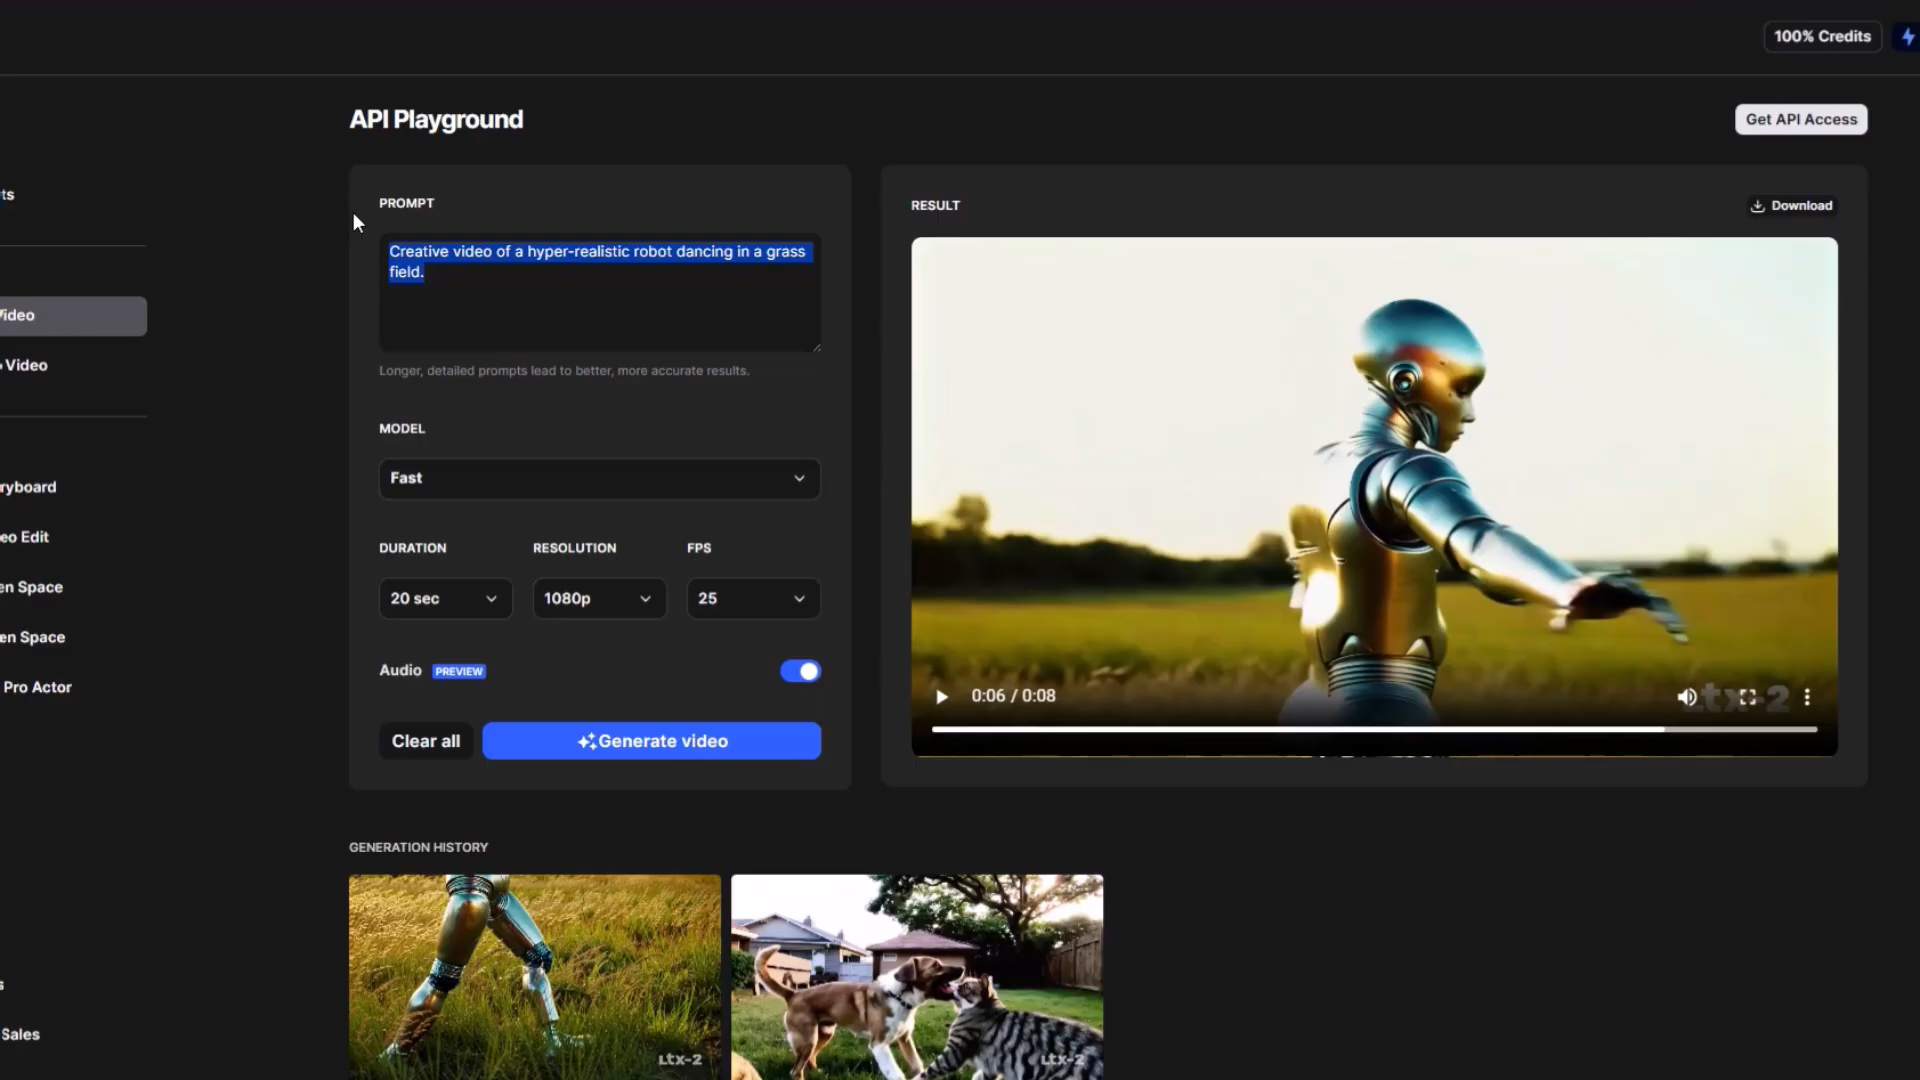 100% Credits
API Playground
Get API Access
ts
Video
Video
ryboard
eo Edit
en Space
en Space
Pro Actor
s
Sales
PROMPT
Creative video of a hyper-realistic robot dancing in a grass
field.
Longer, detailed prompts lead to better, more accurate results.
MODEL
Fast
DURATION
RESOLUTION
FPS
20 sec
1080p
25
Audio PREVIEW
Clear all
Generate video
RESULT
Download
0:06 / 0:08
Ltx-2
GENERATION HISTORY
Ltx-2
Ltx-2